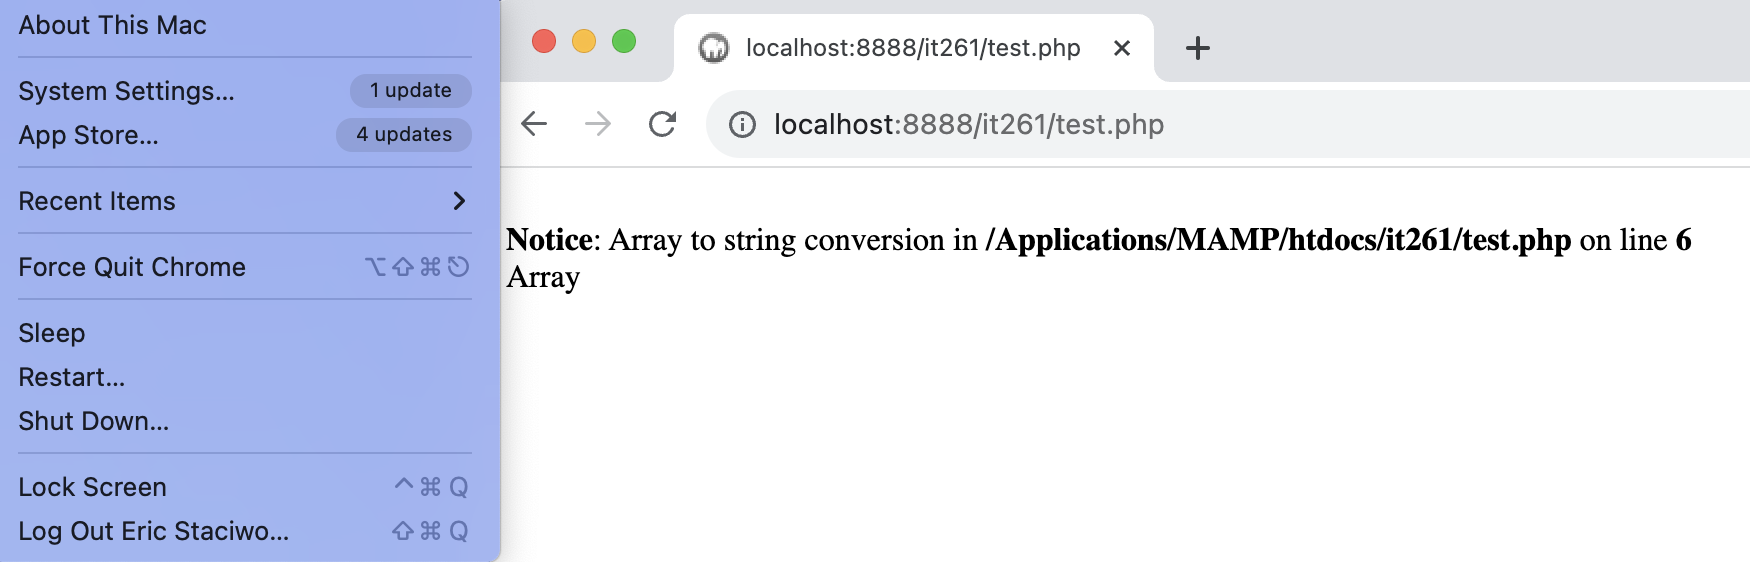 About This Mac
System Settings... 1 update
App Store... 4 updates
Recent Items
Force Quit Chrome ⌥⇧⌘⎋
Sleep
Restart...
Shut Down...
Lock Screen ^⌘Q
Log Out Eric Staciwo... ⇧⌘Q
localhost:8888/it261/test.php
localhost:8888/it261/test.php
Notice: Array to string conversion in /Applications/MAMP/htdocs/it261/test.php on line 6
Array